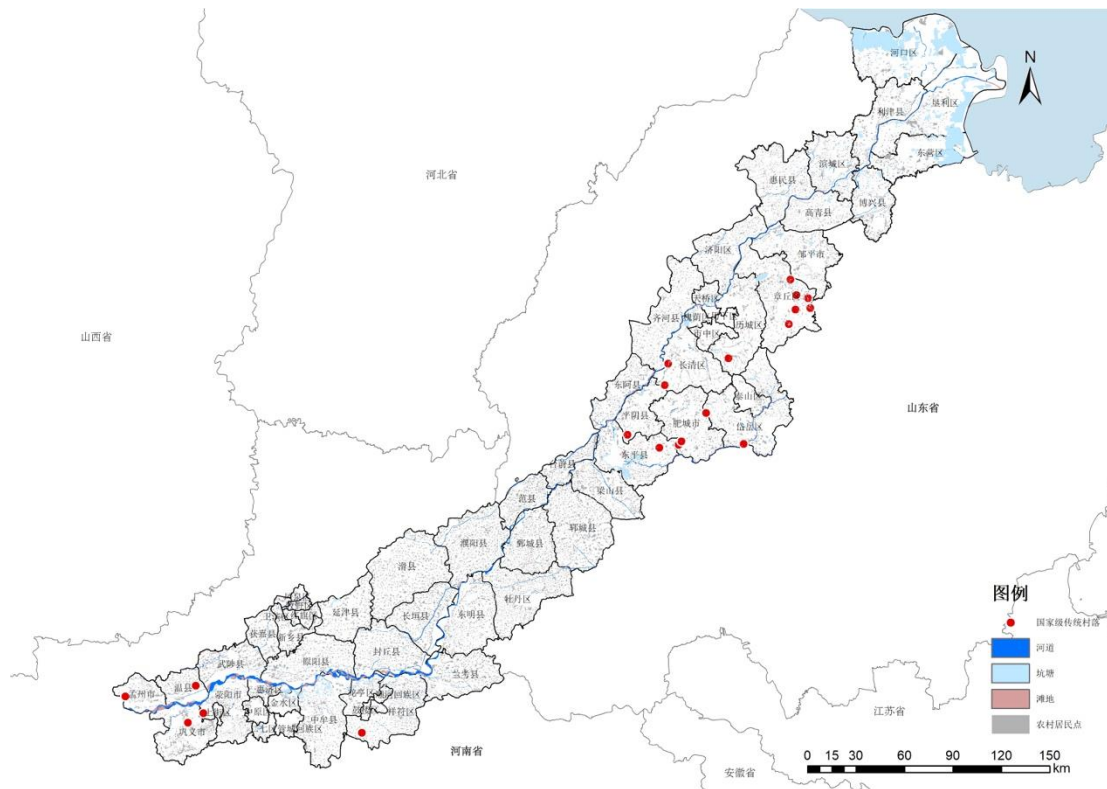 N
河口区
垦利区
利津县
东营区
滨城区
惠民县
博兴县
高青县
河北省
济阳区
邹平市
章丘区
天桥区
齐河县
历城区
市中区
山西省
长清区
东阿县
泰山区
平阴县
肥城市
岱岳区
山东省
东平县
梁山县
范县
郓城县
濮阳县
鄄城县
滑县
牡丹区
长垣县
东明县
延津县
获嘉县
新乡县
封丘县
武陟县
原阳县
兰考县
温县
孟州市
荥阳市
金水区
祥符区
中牟县
巩义市
河南省
江苏省
安徽省
图例
国家级传统村落
河道
坑塘
滩地
农村居民点
0 15 30 60 90 120 150
km